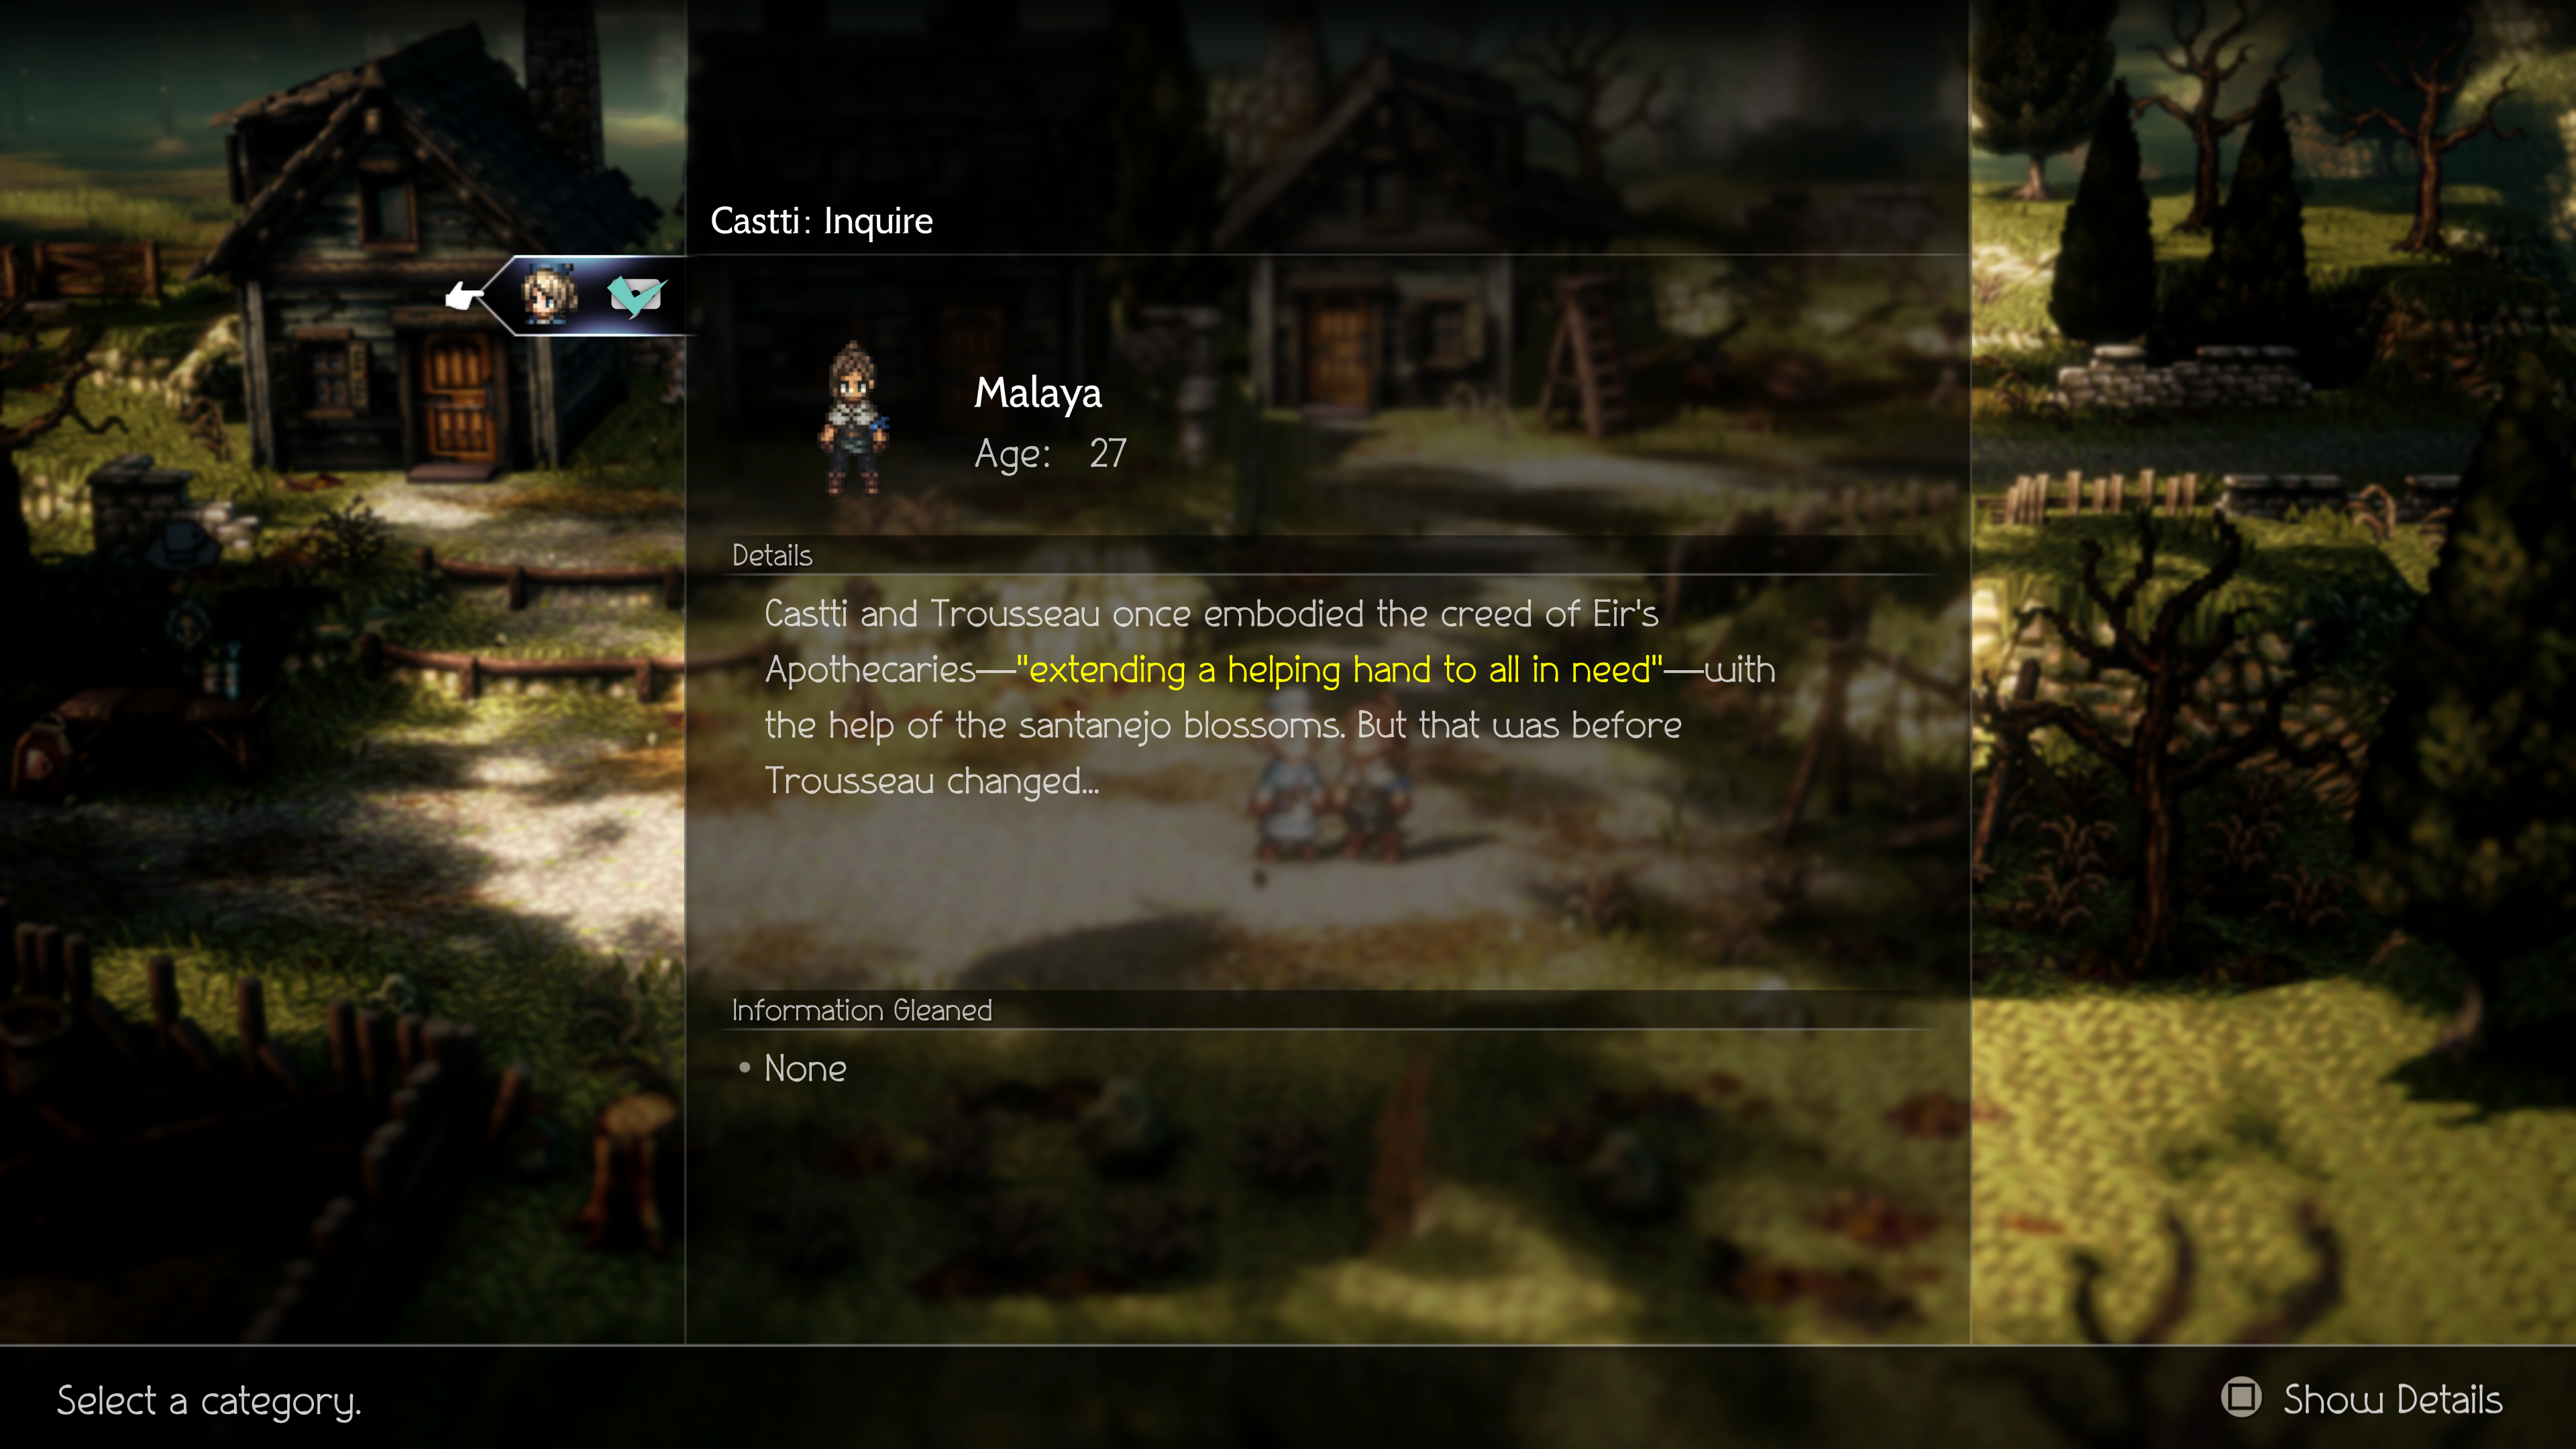 Castti: Inquire
Malaya
Age: 27
Details
Castti and Trousseau once embodied the creed of Eir's
Apothecaries—"extending a helping hand to all in need"—with
the help of the santanejo blossoms. But that was before
Trousseau changed...
Information Gleaned
• None
Select a category.
Show Details